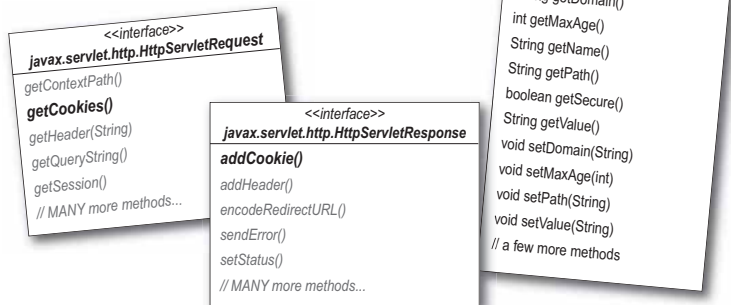 <<interface>>
javax.servlet.http.HttpServletRequest
getContextPath()
getCookies()
getHeader(String)
getQueryString()
getSession()
// MANY more methods...
<<interface>>
javax.servlet.http.HttpServletResponse
addCookie()
addHeader()
encodeRedirectURL()
sendError()
setStatus()
// MANY more methods...
getDomain()
int getMaxAge()
String getName()
String getPath()
boolean getSecure()
String getValue()
void setDomain(String)
void setMaxAge(int)
void setPath(String)
void setValue(String)
// a few more methods